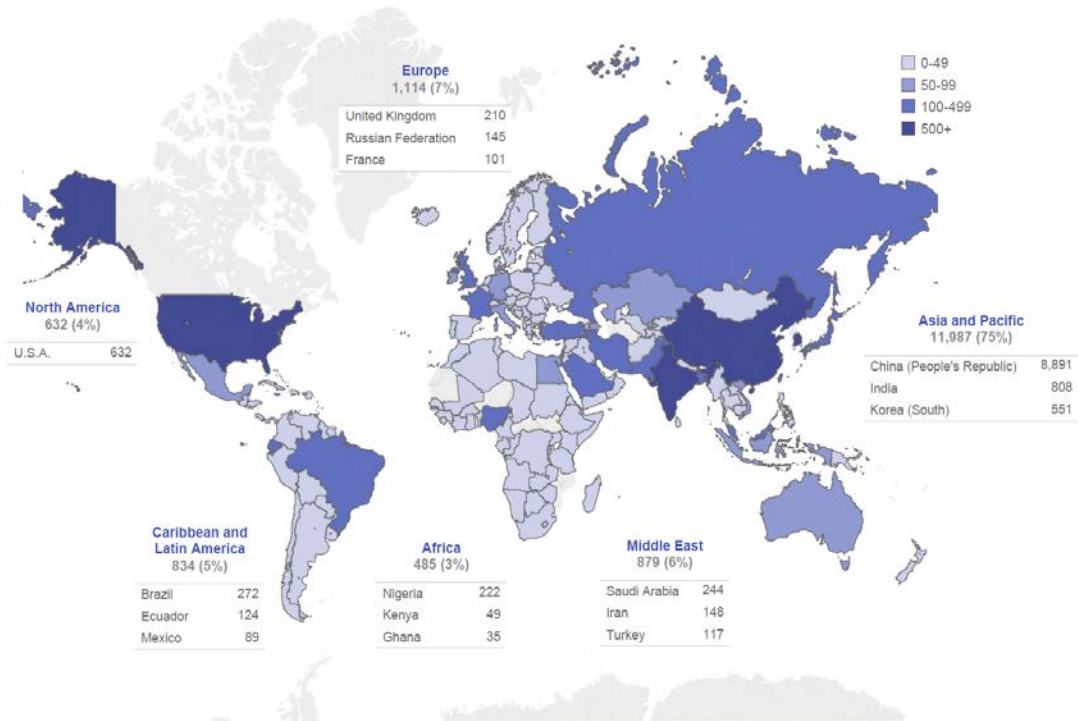 Europe
1,114 (7%)
United Kingdom 210
Russian Federation 145
France 101
0-49
50-99
100-499
500+
North America
632 (4%)
U.S.A. 632
Asia and Pacific
11,987 (75%)
China (People's Republic) 8,891
India 808
Korea (South) 551
Caribbean and
Latin America
834 (5%)
Brazil 272
Ecuador 124
Mexico 89
Africa
485 (3%)
Nigeria 222
Kenya 49
Ghana 35
Middle East
879 (6%)
Saudi Arabia 244
Iran 148
Turkey 117